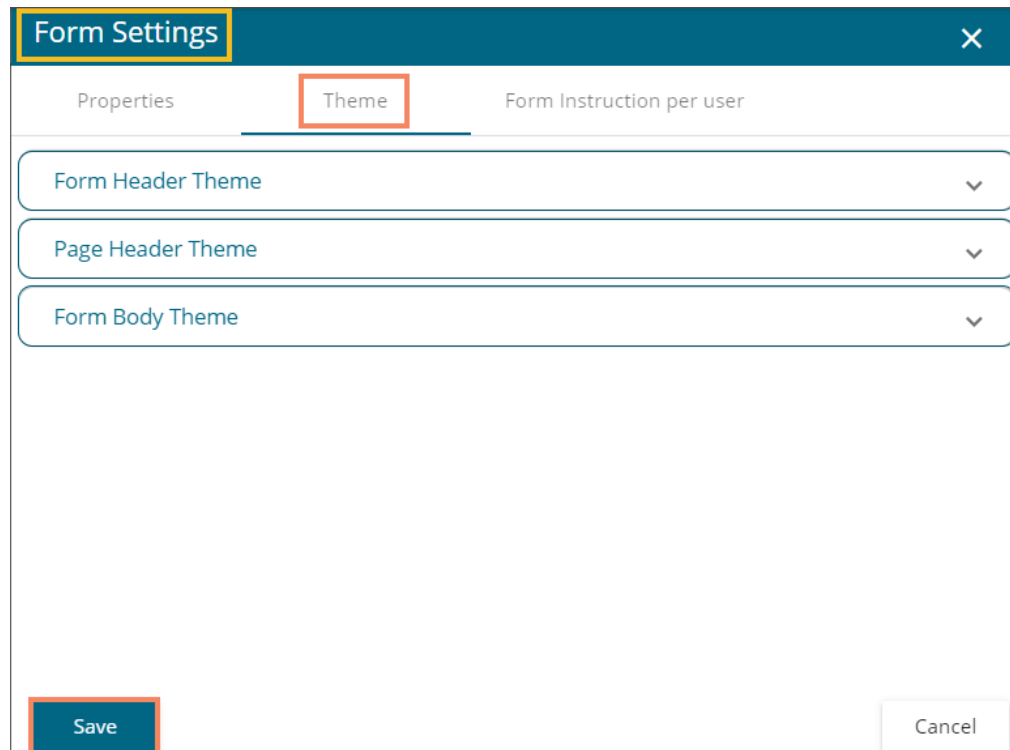 Form Settings
Properties Theme Form Instruction per user
Form Header Theme
Page Header Theme
Form Body Theme
Save Cancel